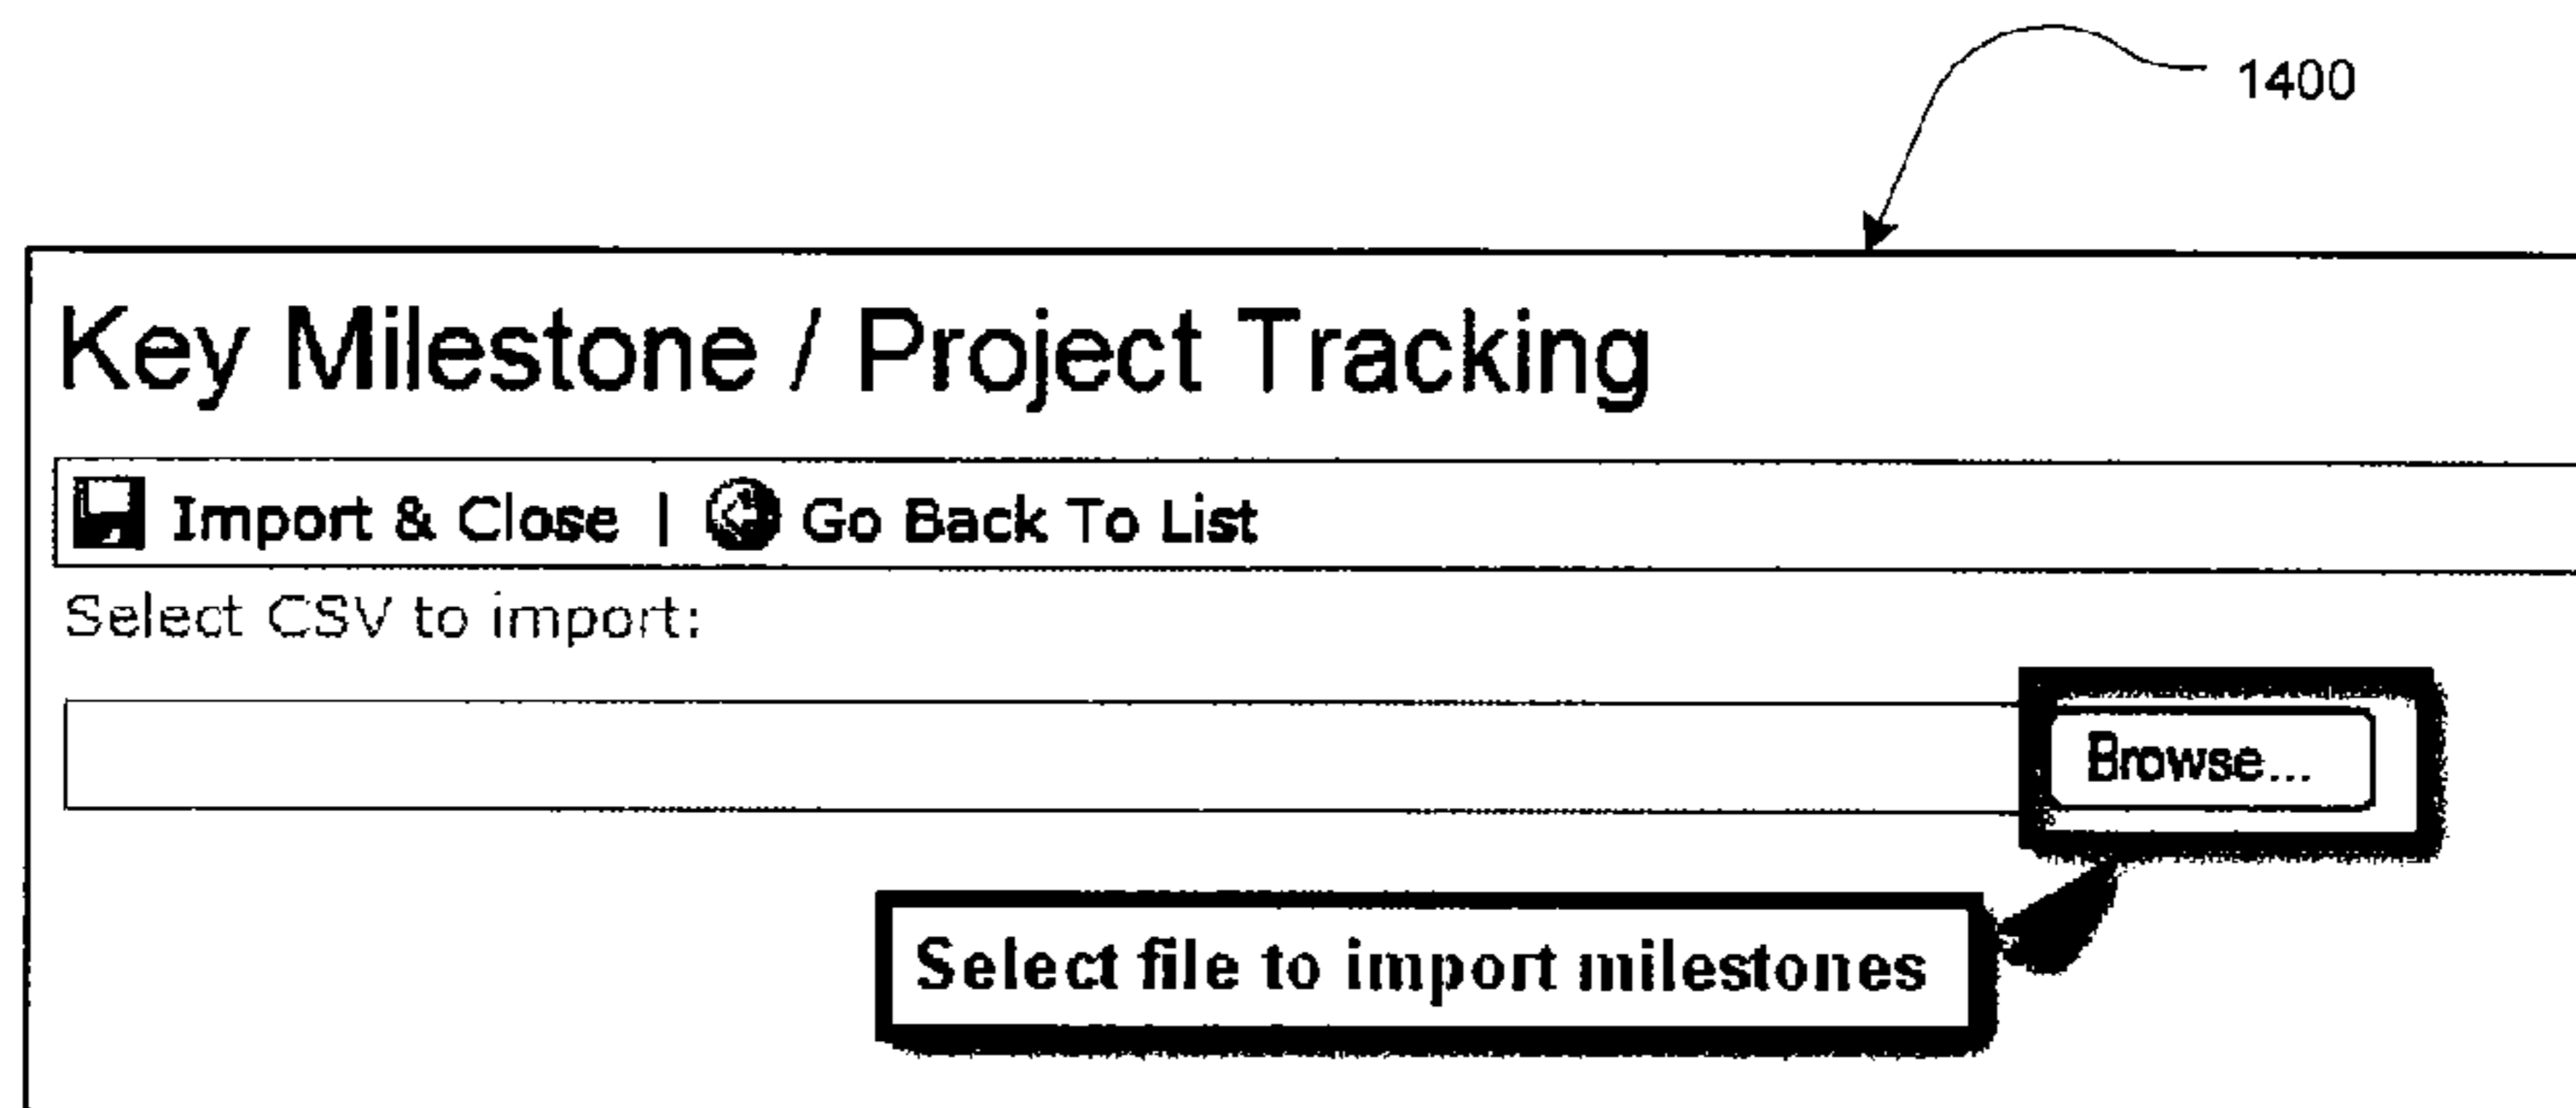 1400
Key Milestone / Project Tracking
Import & Close | Go Back To List
Select CSV to import:
Browse...
Select file to import milestones